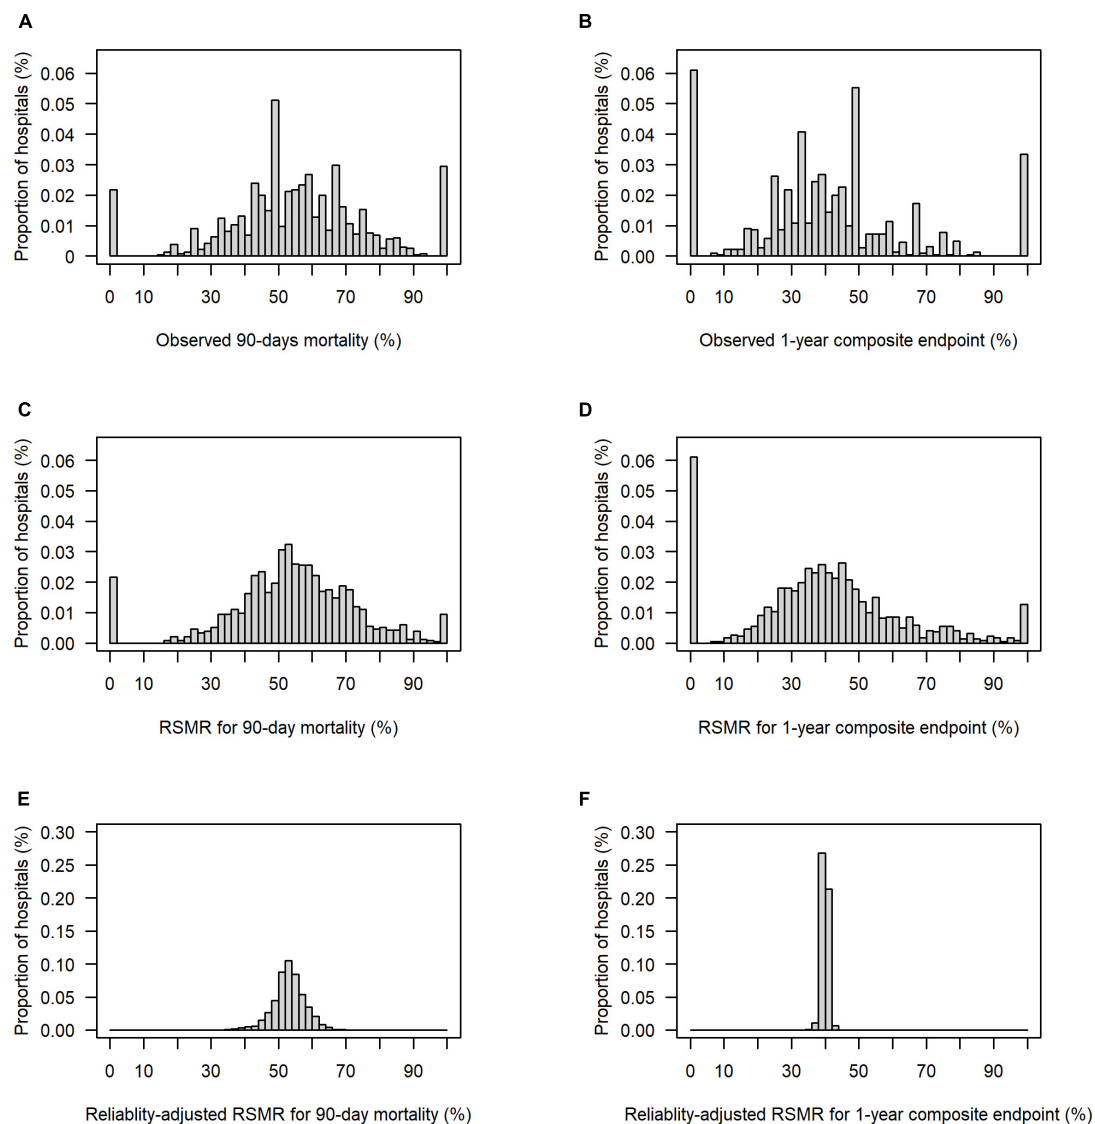 A
Proportion of hospitals (%)
0.06
0.05
0.04
0.03
0.02
0.01
0
0 10 30 50 70 90
Observed 90-days mortality (%)
B
Proportion of hospitals (%)
0.06
0.05
0.04
0.03
0.02
0.01
0.00
0 10 30 50 70 90
Observed 1-year composite endpoint (%)
C
Proportion of hospitals (%)
0.06
0.05
0.04
0.03
0.02
0.01
0.00
0 10 30 50 70 90
RSMR for 90-day mortality (%)
D
Proportion of hospitals (%)
0.06
0.05
0.04
0.03
0.02
0.01
0.00
0 10 30 50 70 90
RSMR for 1-year composite endpoint (%)
E
Proportion of hospitals (%)
0.30
0.25
0.20
0.15
0.10
0.05
0.00
0 10 30 50 70 90
Reliablity-adjusted RSMR for 90-day mortality (%)
F
Proportion of hospitals (%)
0.30
0.25
0.20
0.15
0.10
0.05
0.00
0 10 30 50 70 90
Reliablity-adjusted RSMR for 1-year composite endpoint (%)